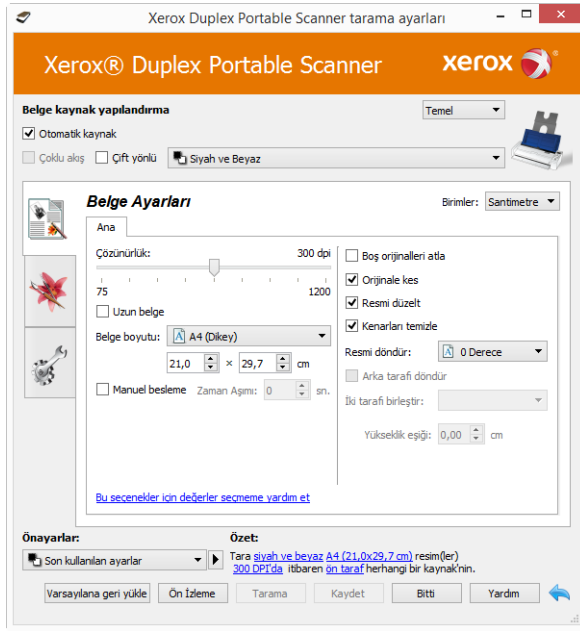 Xerox Duplex Portable Scanner tarama ayarları
Xerox® Duplex Portable Scanner
xerox
Belge kaynak yapılandırma
Temel
Otomatik kaynak
Çoklu akış
Çift yönlü
Siyah ve Beyaz
Belge Ayarları
Birimler: Santimetre
Ana
Çözünürlük: 300 dpi
75 1200
Uzun belge
Belge boyutu: A4 (Dikey)
21,0 × 29,7 cm
Manuel besleme Zaman Aşımı: 0 sn.
Boş orijinalleri atla
Orijinale kes
Resmi düzelt
Kenarları temizle
Resmi döndür: 0 Derece
Arka tarafı döndür
İki tarafı birleştir:
Yükseklik eşiği: 0,00 cm
Bu secenekler için değerler seçmeme yardım et
Önayarlar:
Son kullanılan ayarlar
Özet:
Tara siyah ve beyaz A4 (21,0x29,7 cm) resim(ler)
300 DPI'da itibaren ön taraf herhangi bir kaynak'nin.
Varsayılana geri yükle Ön İzleme Tarama Kaydet Bitti Yardım